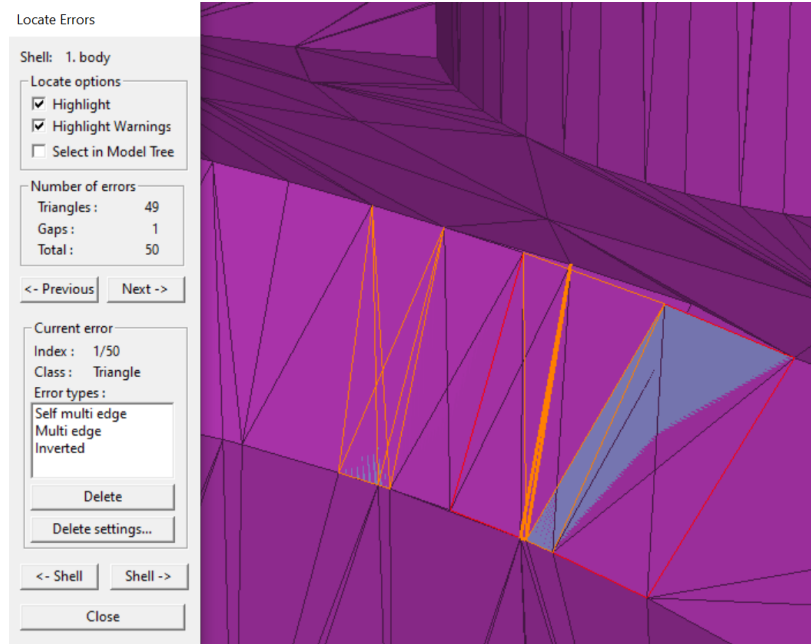 Locate Errors
Shell: 1. body
Locate options
Highlight
Highlight Warnings
Select in Model Tree
Number of errors
Triangles : 49
Gaps : 1
Total : 50
<- Previous Next ->
Current error
Index : 1/50
Class : Triangle
Error types :
Self multi edge
Multi edge
Inverted
Delete
Delete settings...
<- Shell Shell ->
Close